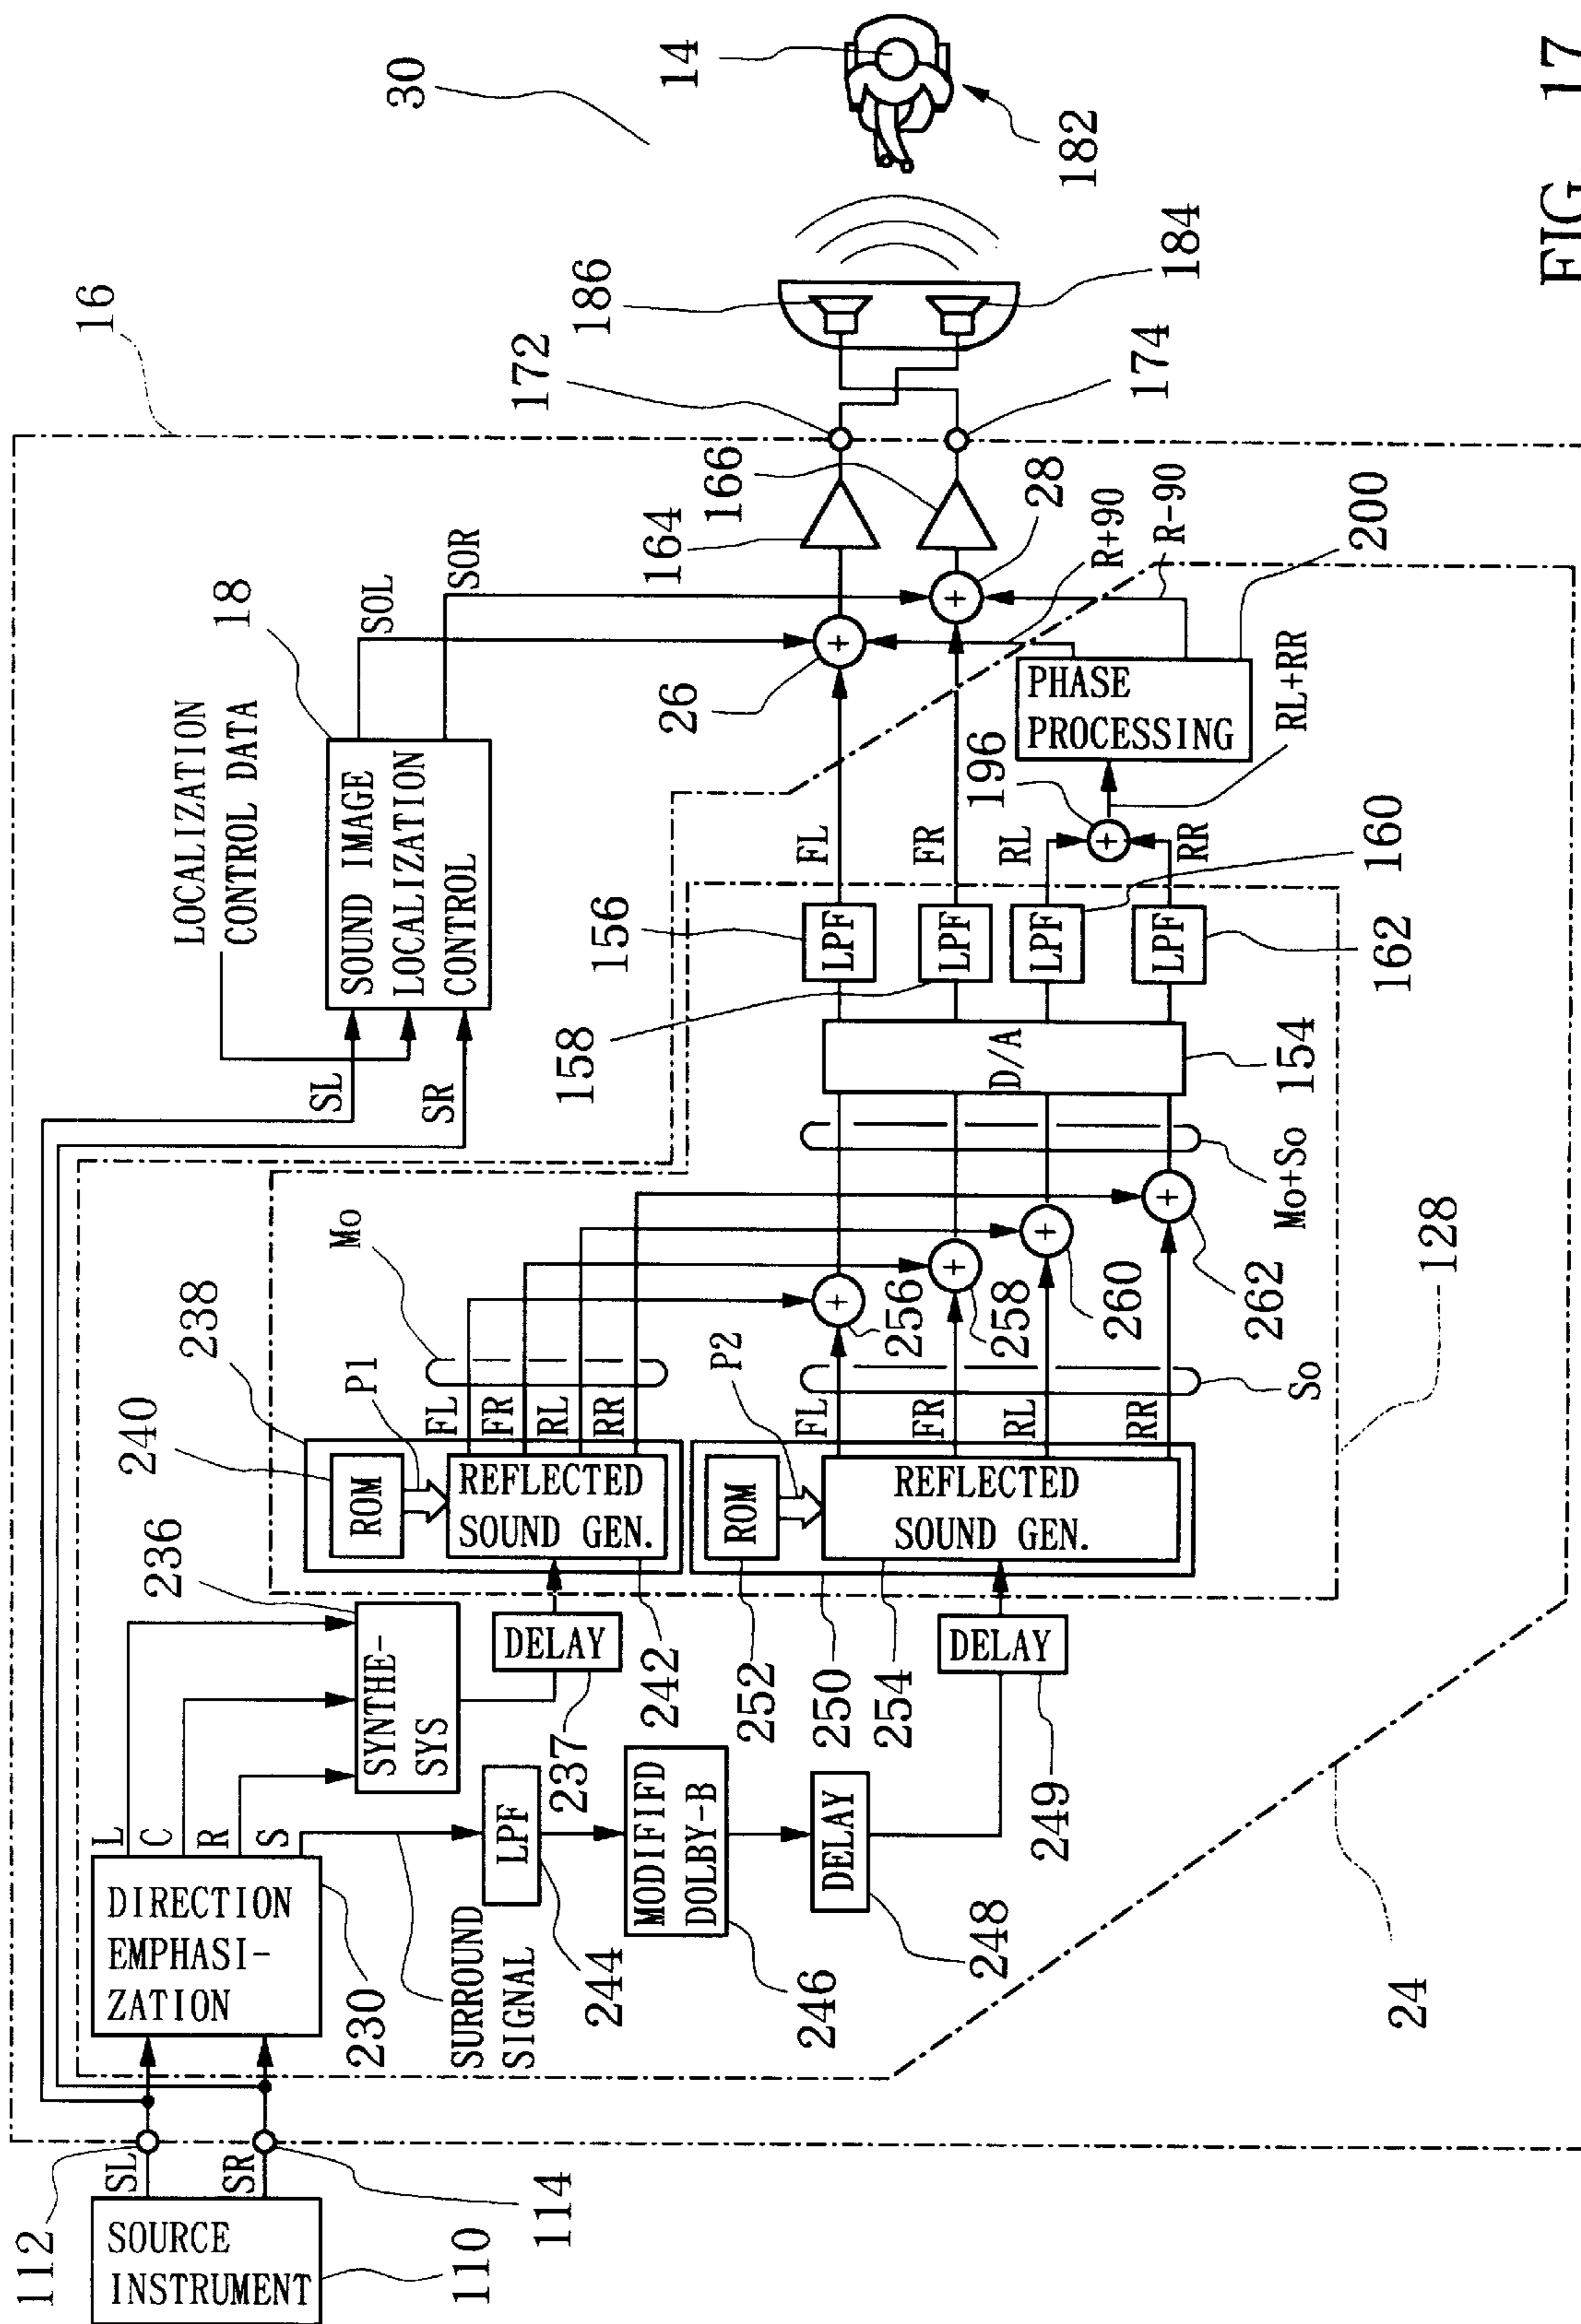 FIG. 17
SOURCE
INSTRUMENT
110
112
SL
SR
114
DIRECTION
EMPHASI-
ZATION
230
L
C
R
S
SURROUND
SIGNAL
SYNTHE-
SYS
236
LPF
244
MODIFIFD
DOLBY-B
246
DELAY
248
DELAY
237
DELAY
249
ROM
240
P1
REFLECTED
SOUND GEN.
242
238
FL
FR
RL
RR
Mo
ROM
252
P2
REFLECTED
SOUND GEN.
254
250
FL
FR
RL
RR
So
+
256
+
258
+
260
+
262
Mo+So
D/A
154
LPF
156
LPF
158
LPF
160
LPF
162
128
FL
FR
RL
RR
+
196
RL+RR
PHASE
PROCESSING
200
R+90
R-90
LOCALIZATION
CONTROL DATA
SL
SR
SOUND IMAGE
LOCALIZATION
CONTROL
18
SOL
SOR
+
26
+
28
164
166
172
174
16
24
186
184
30
14
182